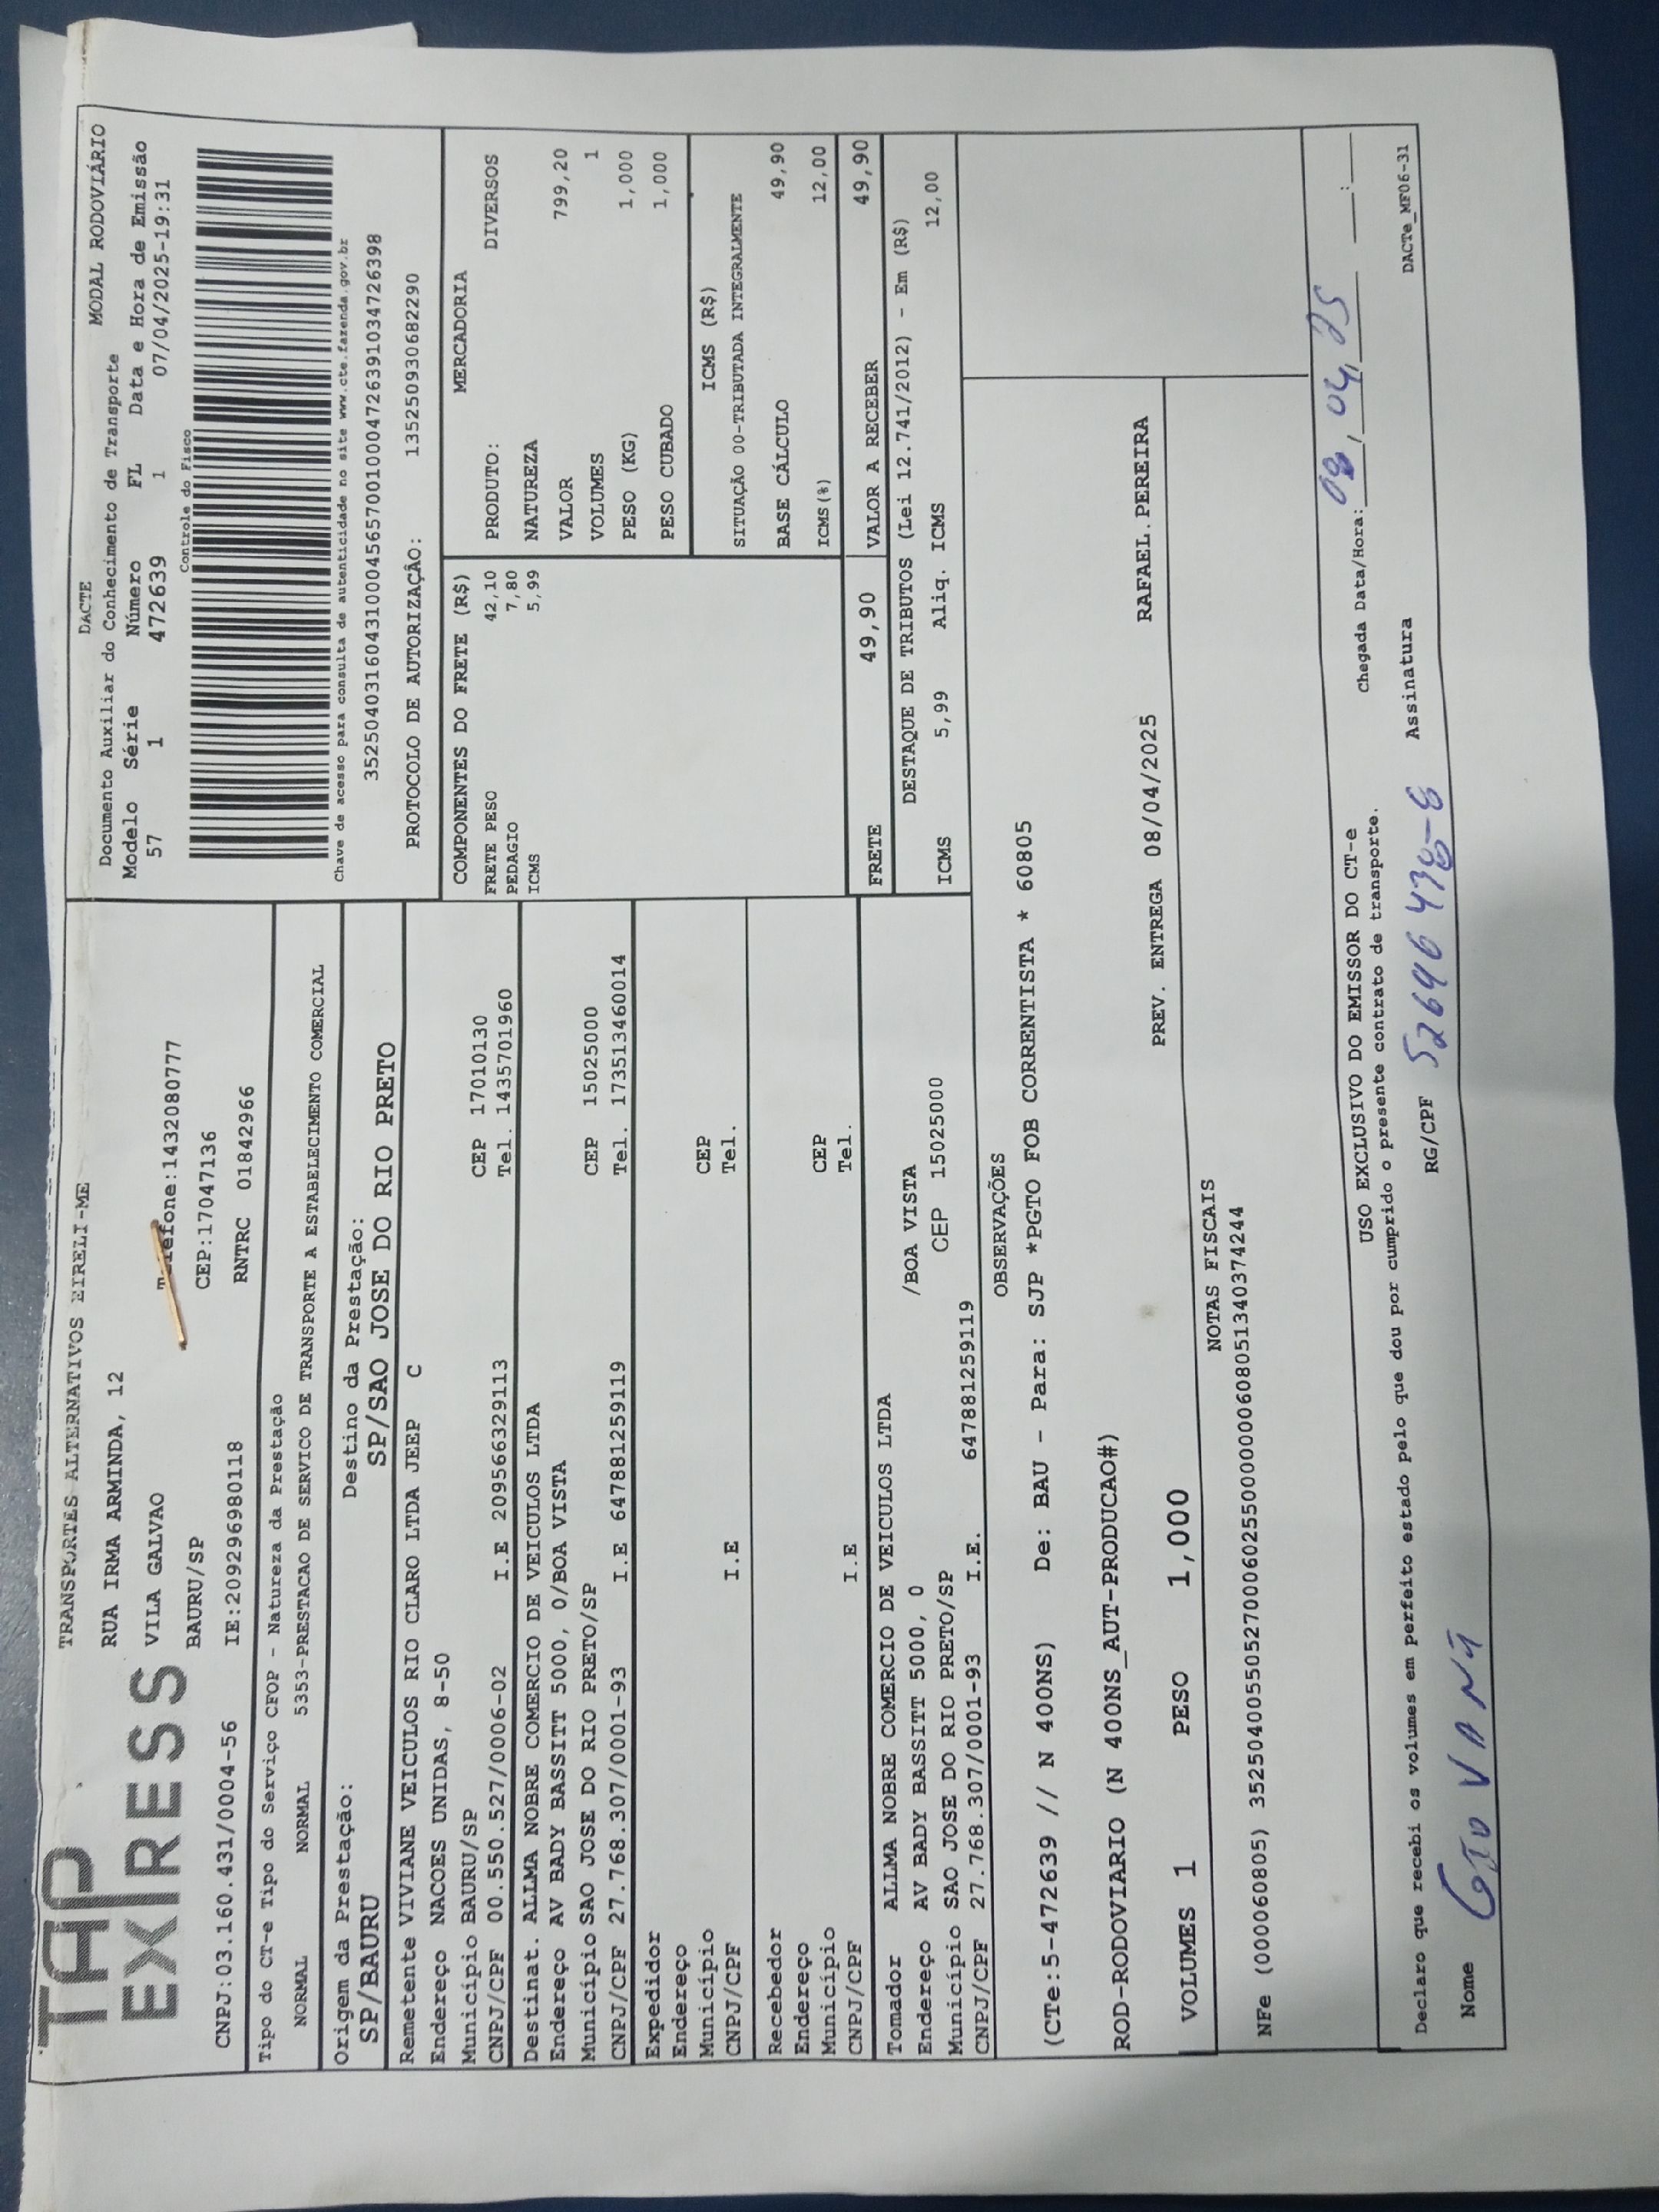 TAP
EXPRESS
TRANSPORTES ALTERNATIVOS EIRELI-ME
RUA IRMA ARMINDA, 12
VILA GALVAO
Telefone:1432080777
BAURU/SP
CEP:17047136
CNPJ:03.160.431/0004-56
IE:209296980118
RNTRC 01842966
DACTE
MODAL RODOVIÁRIO
Documento Auxiliar do Conhecimento de Transporte
Modelo Série Número FL Data e Hora de Emissão
57 1 472639 1 07/04/2025-19:31
Controle do Fisco
Chave de acesso para consulta de autenticidade no site www.cte.fazenda.gov.br
35250403160431000456570010004726391034726398
PROTOCOLO DE AUTORIZAÇÃO: 135250930682290
Tipo do CT-e Tipo do Serviço CFOP - Natureza da Prestação
NORMAL NORMAL 5353-PRESTACAO DE SERVICO DE TRANSPORTE A ESTABELECIMENTO COMERCIAL
Origem da Prestação: Destino da Prestação:
SP/BAURU SP/SAO JOSE DO RIO PRETO
Remetente VIVIANE VEICULOS RIO CLARO LTDA JEEP C
Endereço NACOES UNIDAS, 8-50
Município BAURU/SP CEP 17010130
CNPJ/CPF 00.550.527/0006-02 I.E 209566329113 Tel. 1435701960
Destinat. ALLMA NOBRE COMERCIO DE VEICULOS LTDA
Endereço AV BADY BASSITT 5000, 0/BOA VISTA
Município SAO JOSE DO RIO PRETO/SP CEP 15025000
CNPJ/CPF 27.768.307/0001-93 I.E 647881259119 Tel. 173513460014
Expedidor
Endereço
Município CEP
CNPJ/CPF I.E Tel.
Recebedor
Endereço
Município CEP
CNPJ/CPF I.E Tel.
Tomador ALLMA NOBRE COMERCIO DE VEICULOS LTDA
Endereço AV BADY BASSITT 5000, 0 /BOA VISTA
Município SAO JOSE DO RIO PRETO/SP CEP 15025000
CNPJ/CPF 27.768.307/0001-93 I.E. 647881259119
COMPONENTES DO FRETE (R$)
FRETE PESO 42,10
PEDAGIO 7,80
ICMS 5,99
MERCADORIA
PRODUTO: DIVERSOS
NATUREZA
VALOR 799,20
VOLUMES 1
PESO (KG) 1,000
PESO CUBADO 1,000
ICMS (R$)
SITUAÇÃO 00-TRIBUTADA INTEGRALMENTE
BASE CÁLCULO 49,90
ICMS(%) 12,00
FRETE 49,90 VALOR A RECEBER 49,90
DESTAQUE DE TRIBUTOS (Lei 12.741/2012) - Em (R$)
ICMS 5,99 Aliq. ICMS 12,00
OBSERVAÇÕES
(CTe:5-472639 // N 400NS) De: BAU - Para: SJP *PGTO FOB CORRENTISTA * 60805
ROD-RODOVIARIO (N 400NS_AUT-PRODUCAO#) PREV. ENTREGA 08/04/2025 RAFAEL.PEREIRA
VOLUMES 1 PESO 1,000
NOTAS FISCAIS
NFe (000060805) 35250400550527000602550000000608051340374244
USO EXCLUSIVO DO EMISSOR DO CT-e
Chegada Data/Hora: 08, 04, 25 :
Declaro que recebi os volumes em perfeito estado pelo que dou por cumprido o presente contrato de transporte.
Nome GIOVANÁ RG/CPF 52646478-8 Assinatura
DACTe_MF06-31